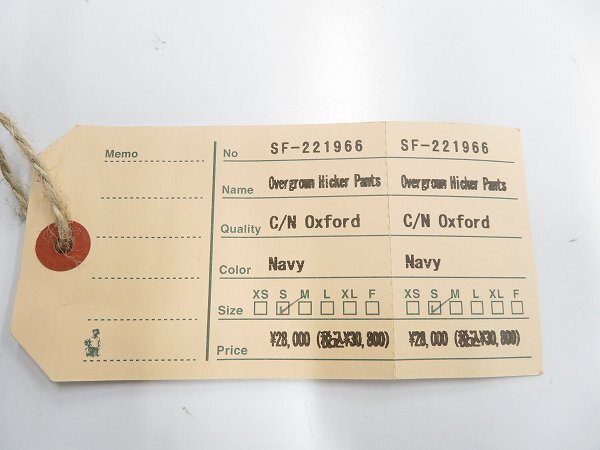 Memo
No SF-221966 SF-221966
Name Overgrown Hicker Pants Overgrown Hicker Pants
Quality C/N Oxford C/N Oxford
Color Navy Navy
XS S M L XL F XS S M L XL F
Size
Price ¥28,000 (税込¥30,800) ¥28,000 (税込¥30,800)